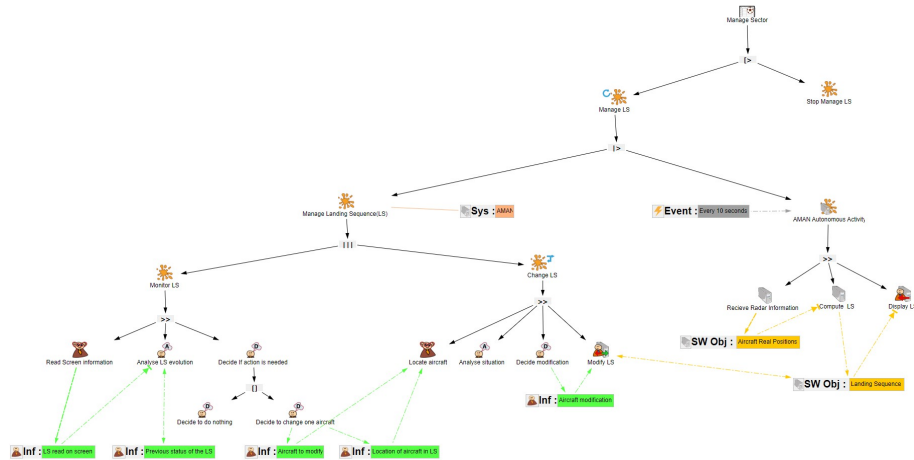 Manage Sector
[>
Manage LS
Stop Manage LS
|>
Manage Landing Sequence(LS)
Sys : AMAN
Event : Every 10 seconds
AMAN Autonomous Activity
|||
>>
Monitor LS
Change LS
Recieve Radar Information
Compute LS
Display LS
>>
>>
SW Obj : Aircraft Real Positions
Read Screen information
Analyse LS evolution
Decide if action is needed
Locate aircraft
Analyse situation
Decide modification
Modify LS
SW Obj : Landing Sequence
[]
Inf : Aircraft modification
Decide to do nothing
Decide to change one aircraft
Inf : LS read on screen
Inf : Previous status of the LS
Inf : Aircraft to modify
Inf : Location of aircraft in LS